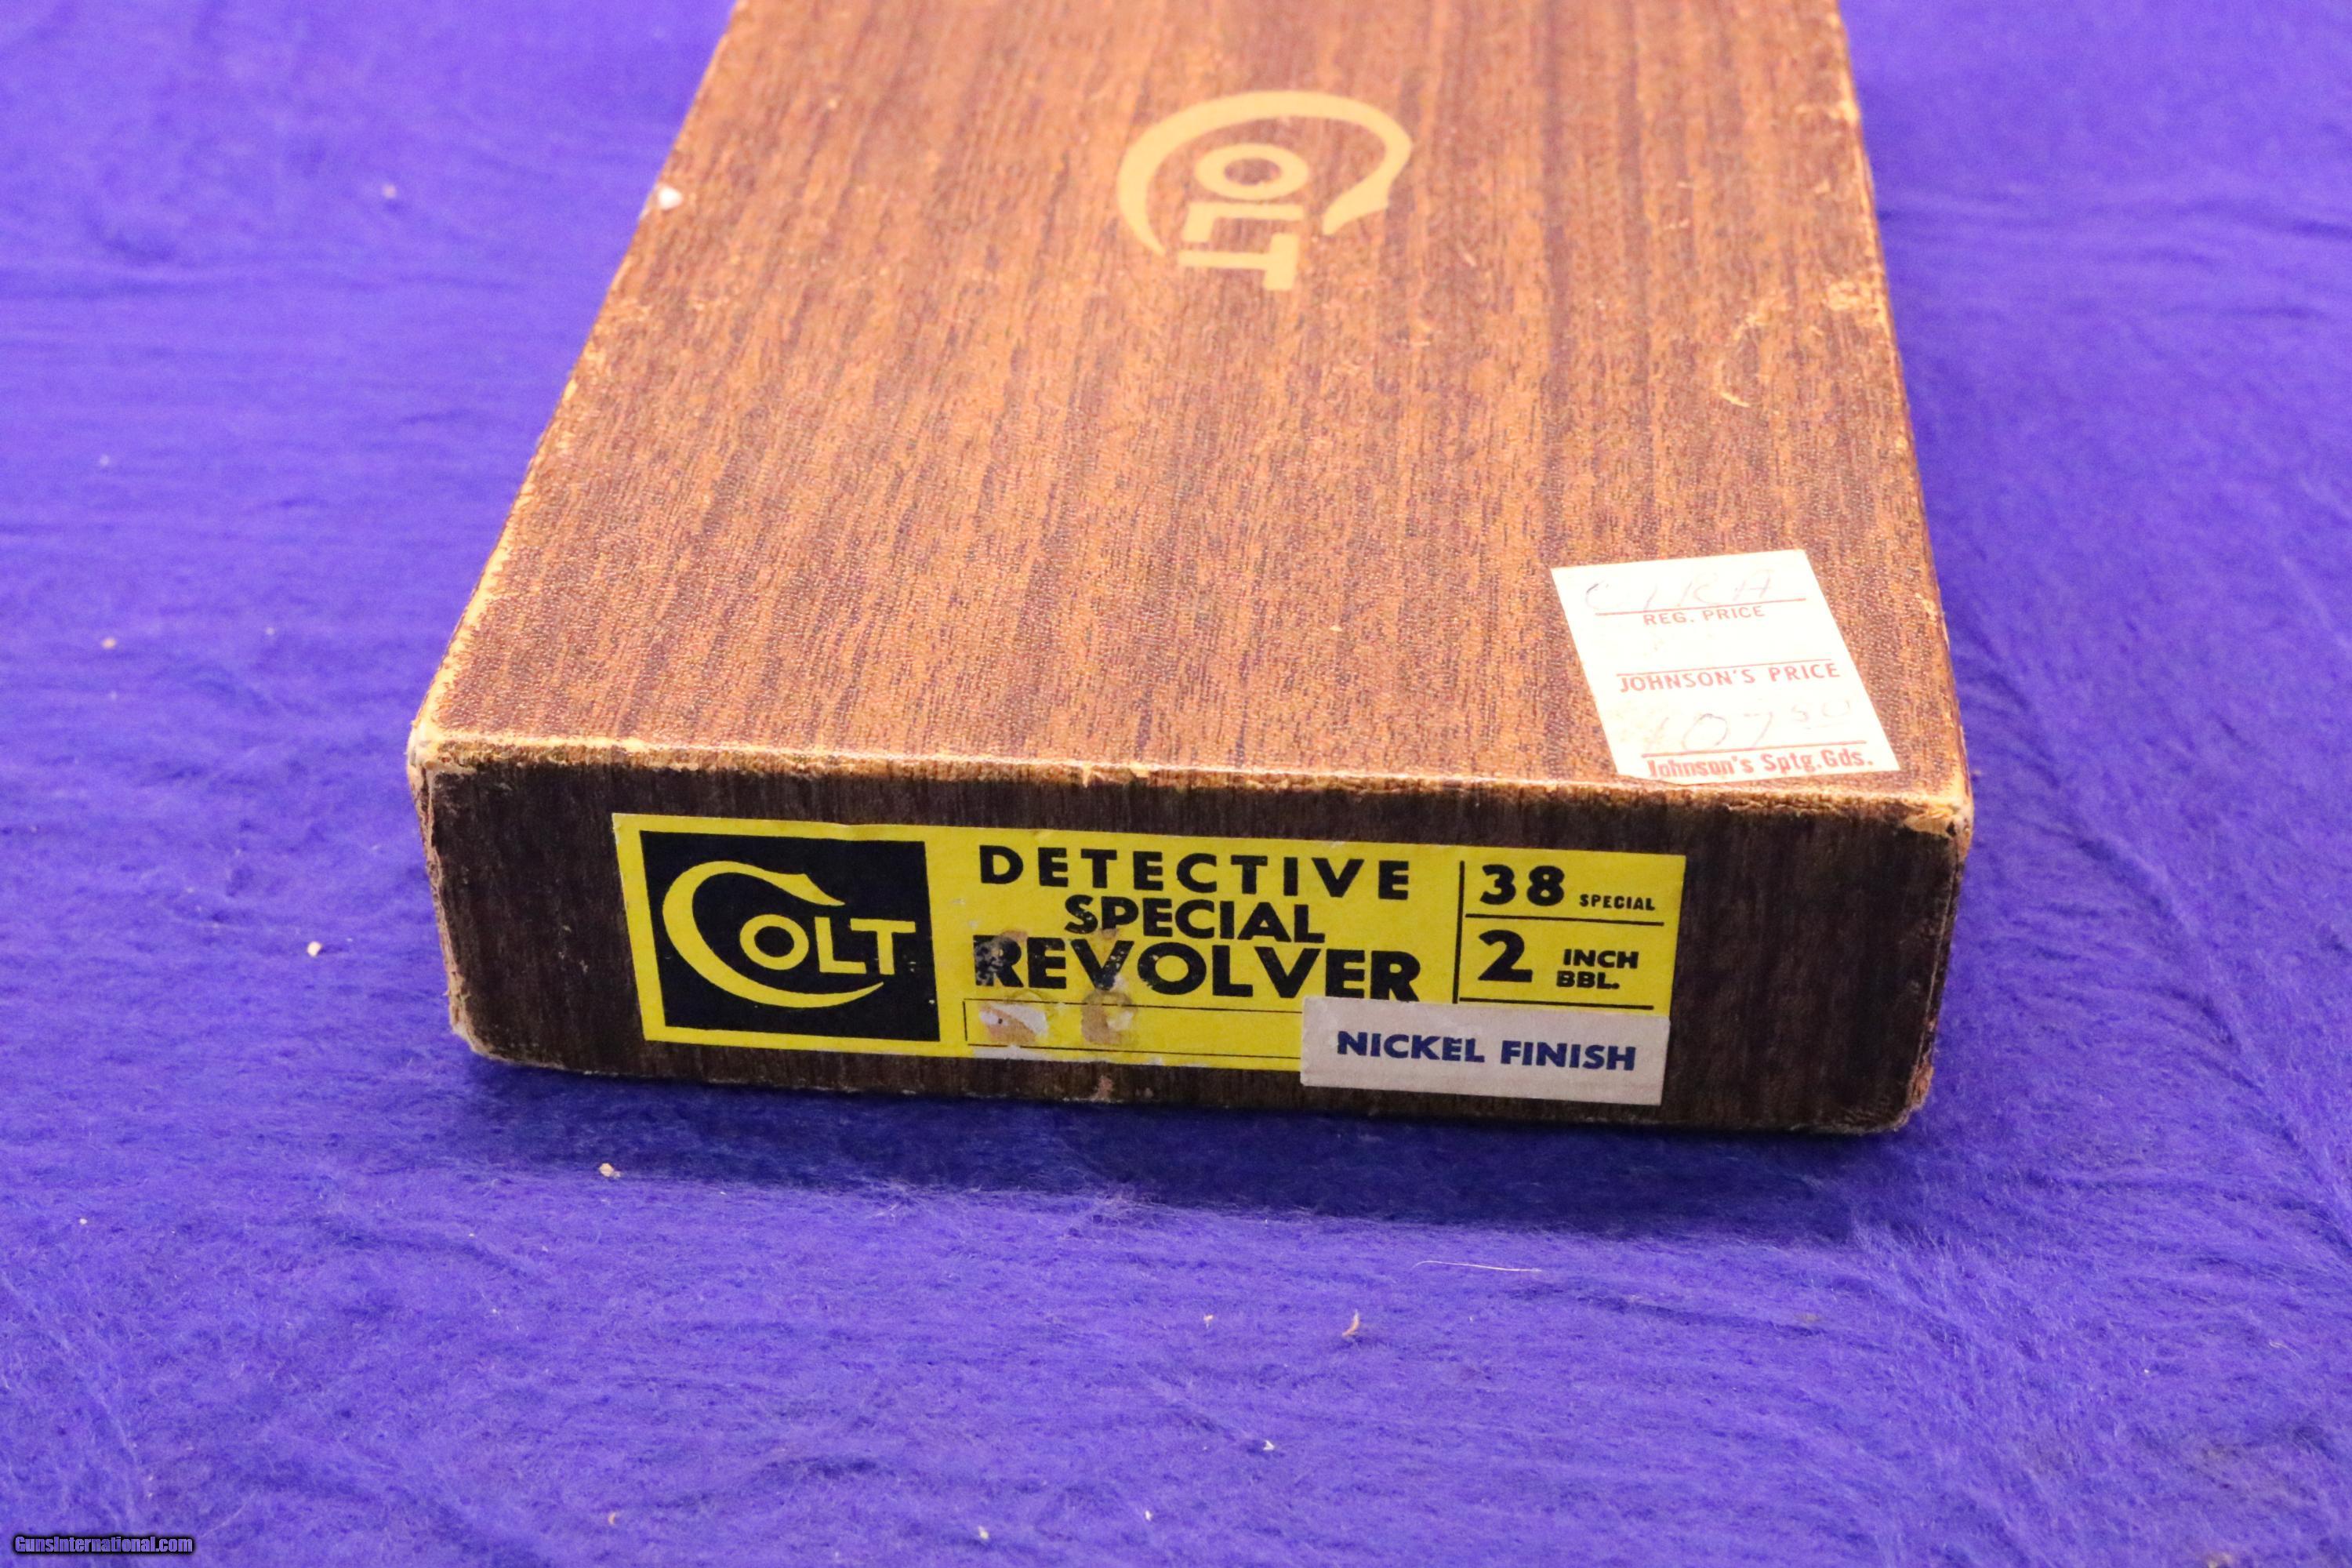 COLT
REG. PRICE
JOHNSON'S PRICE
10750
Johnson's Sptg.Gds.
COLT
DETECTIVE
SPECIAL
REVOLVER
38 SPECIAL
2 INCH
BBL.
NICKEL FINISH
GunsInternational.com